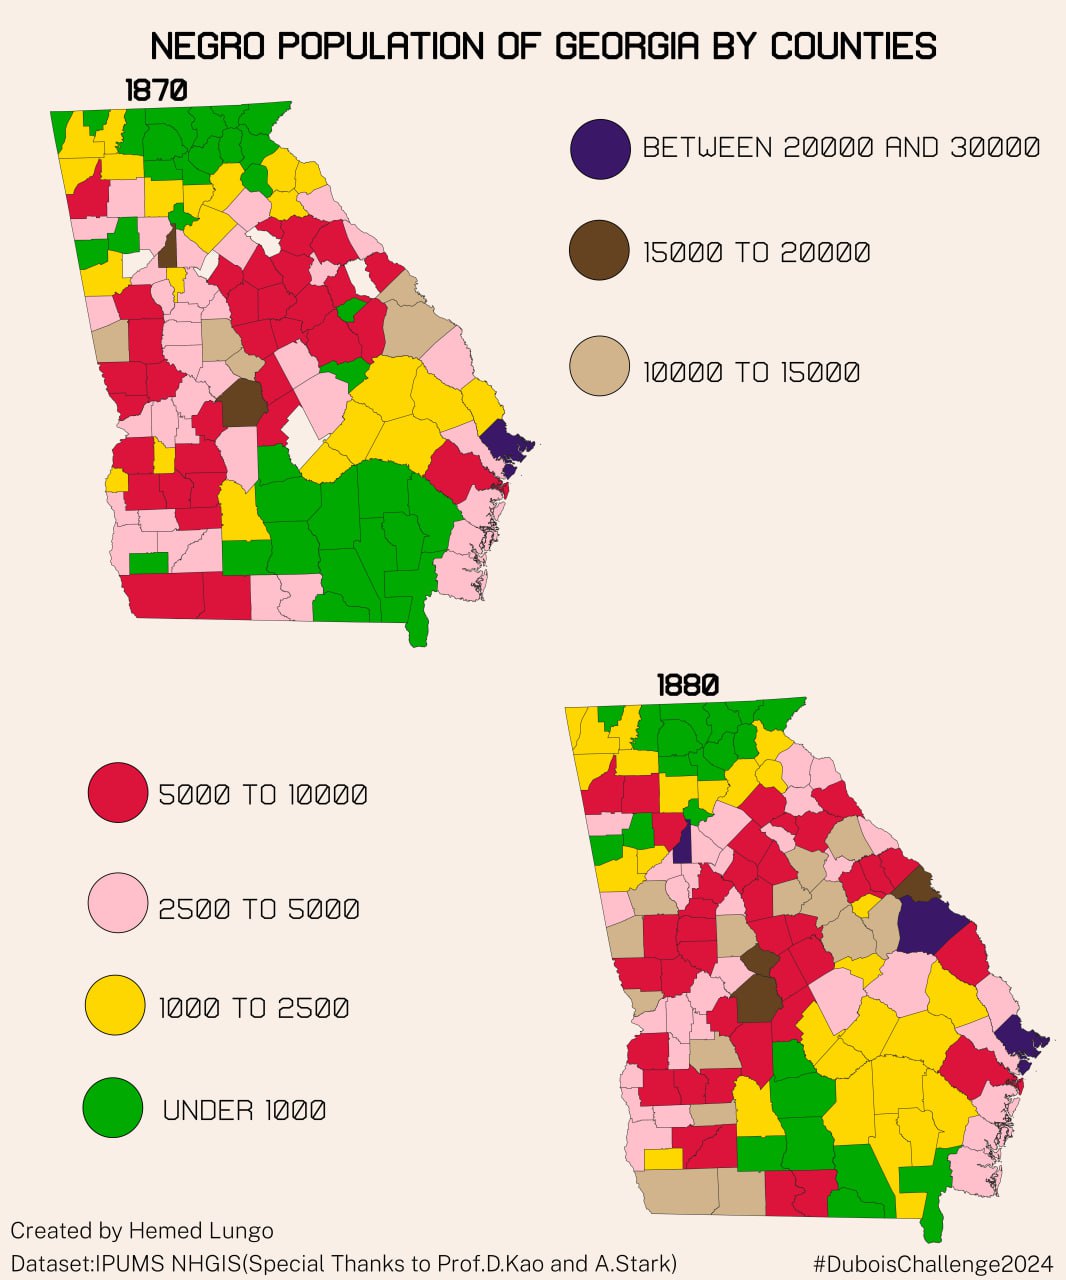 NEGRO POPULATION OF GEORGIA BY COUNTIES
1870
BETWEEN 20000 AND 30000
15000 TO 20000
10000 TO 15000
1880
5000 TO 10000
2500 TO 5000
1000 TO 2500
UNDER 1000
Created by Hemed Lungo
Dataset:IPUMS NHGIS(Special Thanks to Prof.D.Kao and A.Stark)
#DuboisChallenge2024